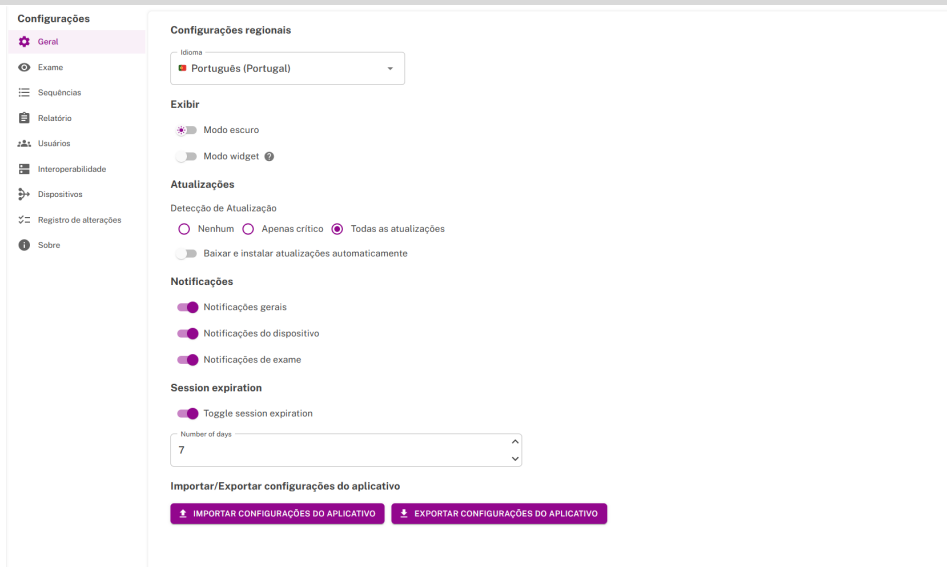 Configurações
Geral
Exame
Sequências
Relatório
Usuários
Interoperabilidade
Dispositivos
Registro de alterações
Sobre
Configurações regionais
Idioma
Português (Portugal)
Exibir
Modo escuro
Modo widget ?
Atualizações
Detecção de Atualização
Nenhum Apenas crítico Todas as atualizações
Baixar e instalar atualizações automaticamente
Notificações
Notificações gerais
Notificações do dispositivo
Notificações de exame
Session expiration
Toggle session expiration
Number of days
7
Importar/Exportar configurações do aplicativo
IMPORTAR CONFIGURAÇÕES DO APLICATIVO EXPORTAR CONFIGURAÇÕES DO APLICATIVO